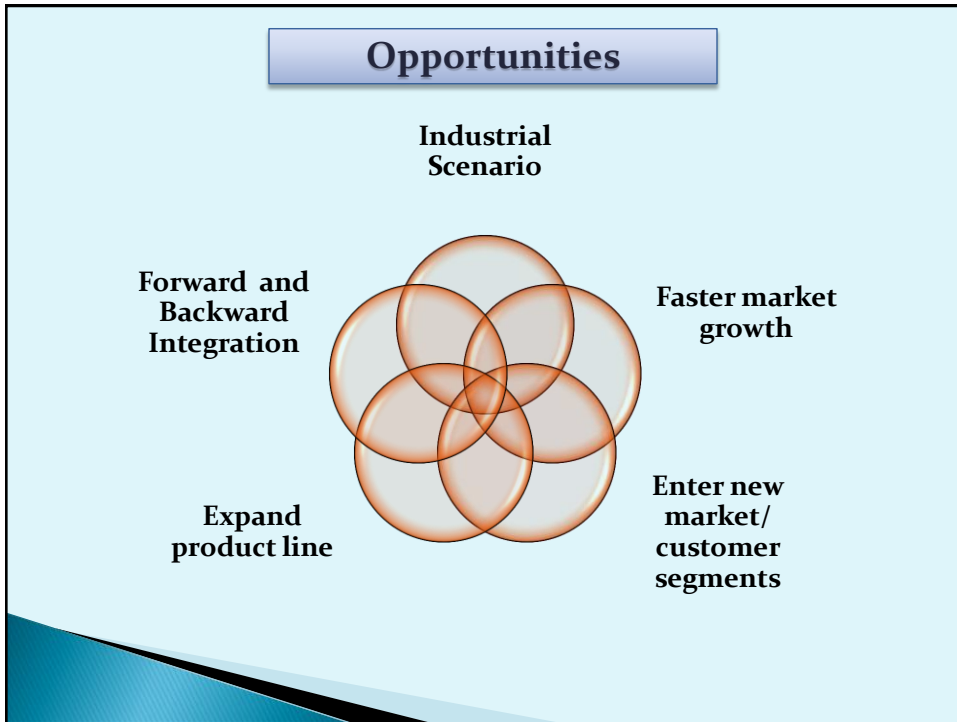 Opportunities
Industrial
Scenario
Forward and
Backward
Integration
Faster market
growth
Expand
product line
Enter new
market/
customer
segments